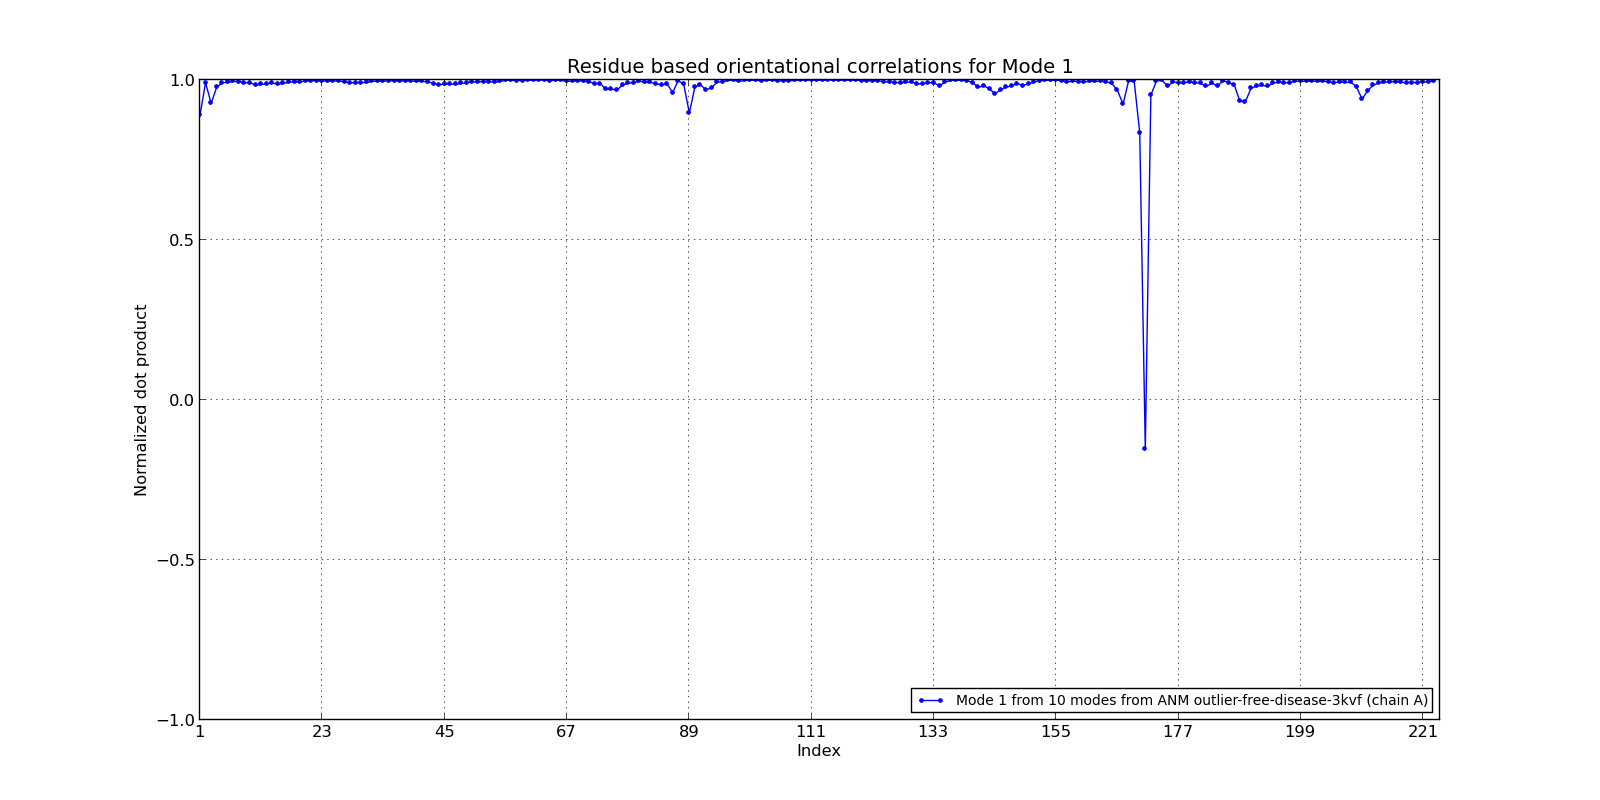 Residue based orientational correlations for Mode 1
1.0
0.5
0.0
−0.5
−1.0
Normalized dot product
Mode 1 from 10 modes from ANM outlier-free-disease-3kvf (chain A)
1 23 45 67 89 111 133 155 177 199 221
Index